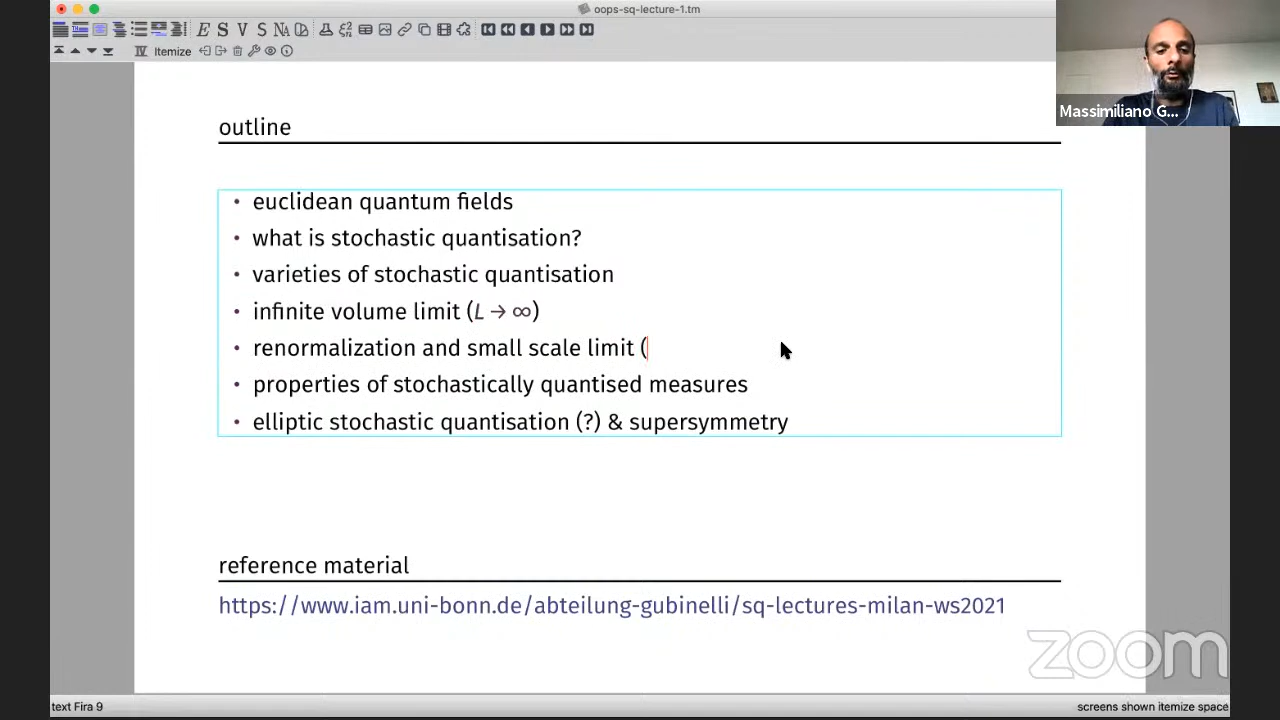 oops-sq-lecture-1.tm
Itemize
Massimiliano G...
outline
• euclidean quantum fields
• what is stochastic quantisation?
• varieties of stochastic quantisation
• infinite volume limit (L → ∞)
• renormalization and small scale limit (
• properties of stochastically quantised measures
• elliptic stochastic quantisation (?) & supersymmetry
reference material
https://www.iam.uni-bonn.de/abteilung-gubinelli/sq-lectures-milan-ws2021
zoom
text Fira 9
screens shown itemize space